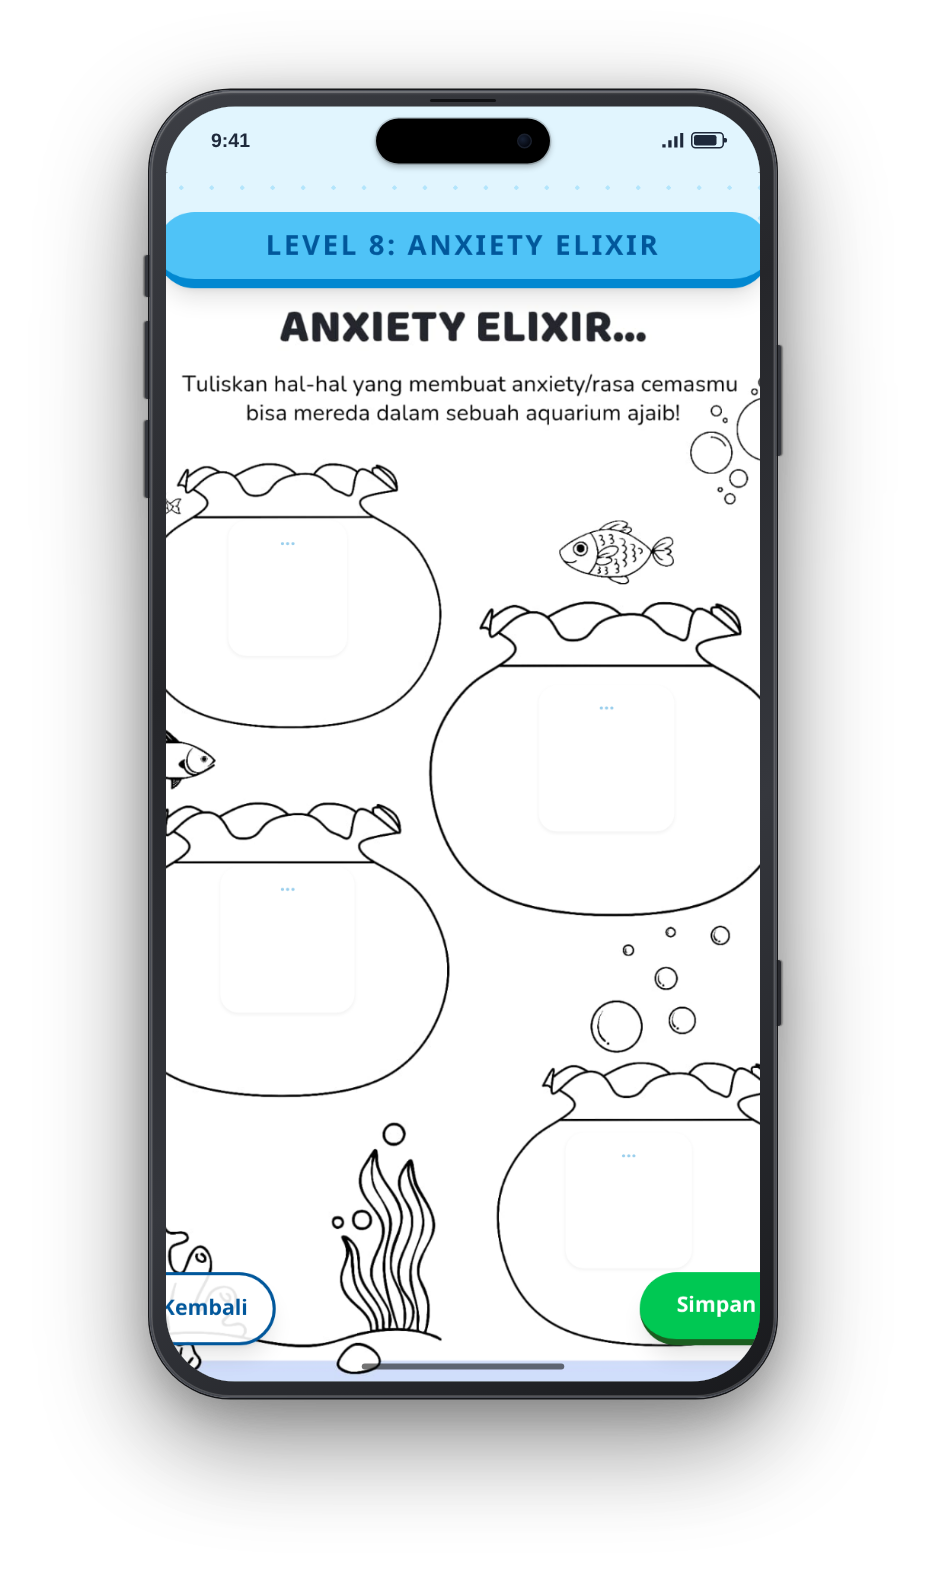 9:41
LEVEL 8: ANXIETY ELIXIR
ANXIETY ELIXIR...
Tuliskan hal-hal yang membuat anxiety/rasa cemasmu
bisa mereda dalam sebuah aquarium ajaib!
...
...
...
...
Kembali
Simpan